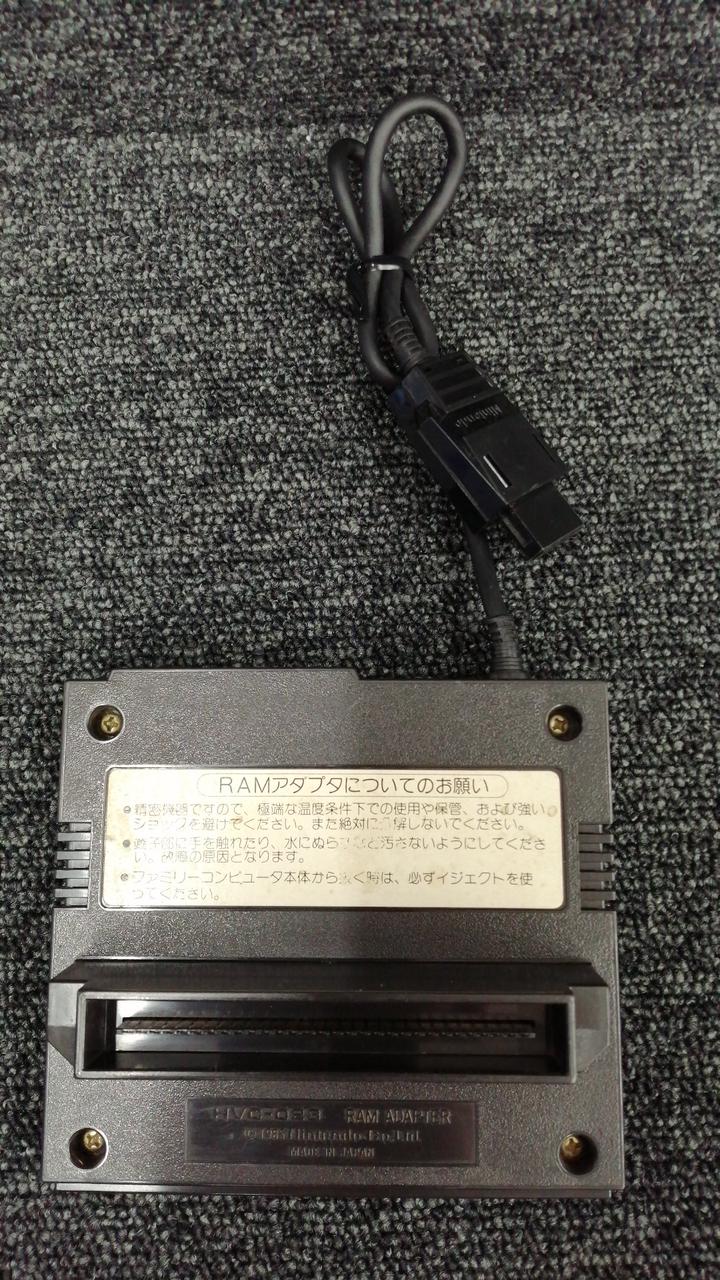 Nintendo
RAMアダプタについてのお願い
●精密機器ですので、極端な温度条件下での使用や保管、および強い
ショックを避けてください。また絶対に分解しないでください。
●端子部に手を触れたり、水にぬらすなど汚さないようにしてくださ
い。故障の原因となります。
●ファミリーコンピュータ本体から抜く時は、必ずイジェクトを使
ってください。
HVC-033 RAM ADAPTER
Nintendo Co., Ltd.
MADE IN JAPAN